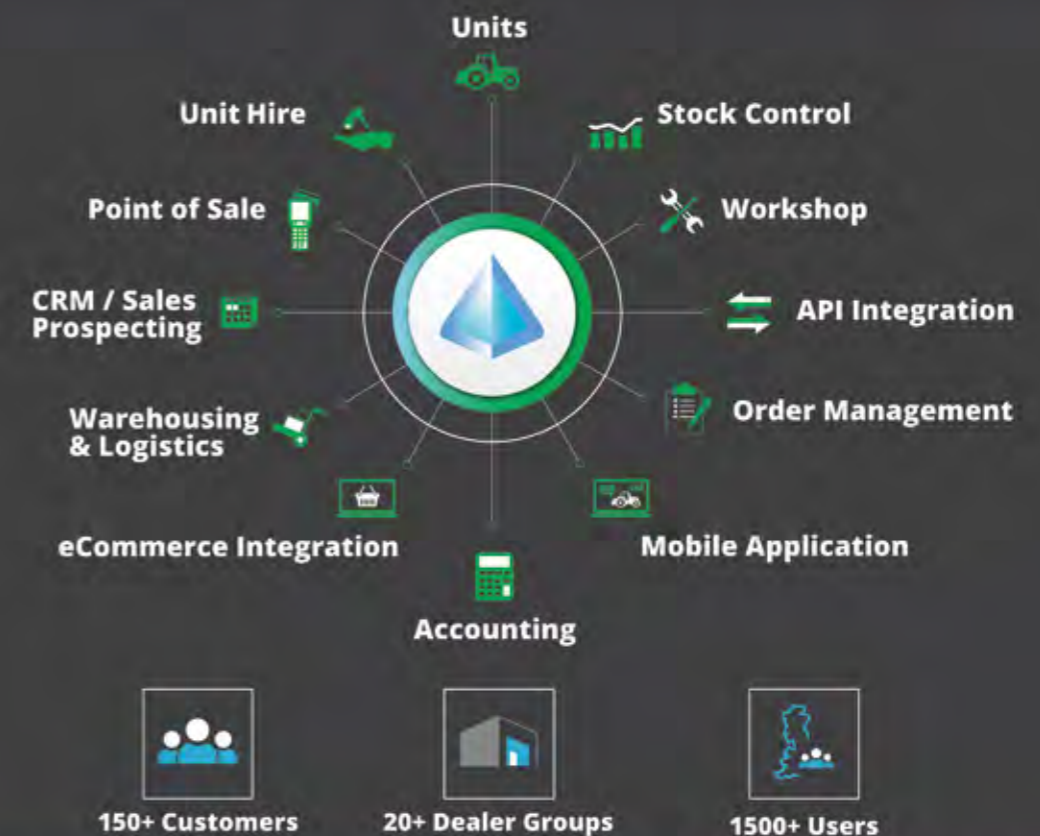 Units
Unit Hire
Stock Control
Point of Sale
Workshop
CRM / Sales
Prospecting
API Integration
Warehousing
& Logistics
Order Management
eCommerce Integration
Mobile Application
Accounting
150+ Customers
20+ Dealer Groups
1500+ Users